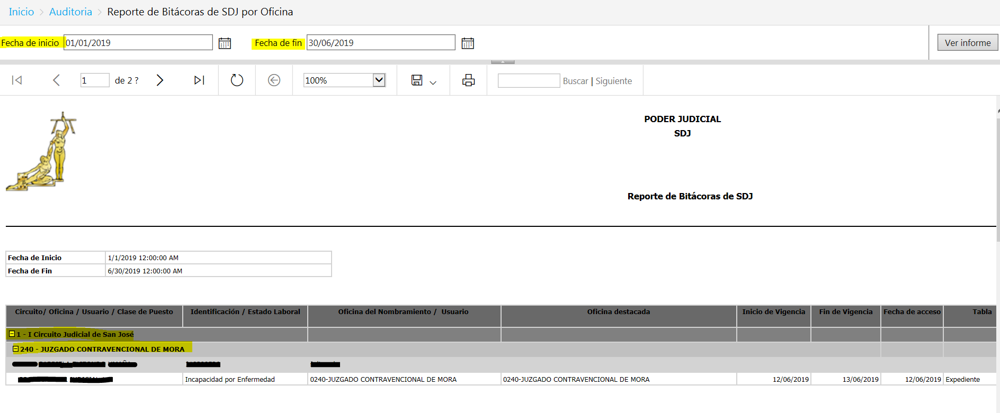 Inicio > Auditoria > Reporte de Bitácoras de SDJ por Oficina
Fecha de inicio 01/01/2019 Fecha de fin 30/06/2019 Ver informe
1 de 2 ? 100% Buscar | Siguiente
PODER JUDICIAL
SDJ
Reporte de Bitácoras de SDJ
Fecha de Inicio 1/1/2019 12:00:00 AM
Fecha de Fin 6/30/2019 12:00:00 AM
Circuito/ Oficina / Usuario / Clase de Puesto Identificación / Estado Laboral Oficina del Nombramiento / Usuario Oficina destacada Inicio de Vigencia Fin de Vigencia Fecha de acceso Tabla
1 - I Circuito Judicial de San José
240 - JUZGADO CONTRAVENCIONAL DE MORA
Incapacidad por Enfermedad 0240-JUZGADO CONTRAVENCIONAL DE MORA 0240-JUZGADO CONTRAVENCIONAL DE MORA 12/06/2019 13/06/2019 12/06/2019 Expediente